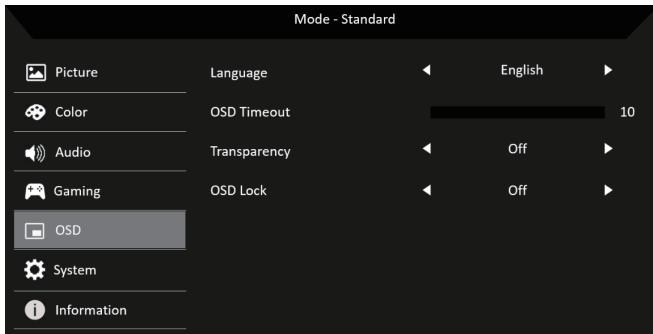 Mode - Standard
Picture
Language English
Color
OSD Timeout 10
Audio
Transparency Off
Gaming
OSD Lock Off
OSD
System
Information